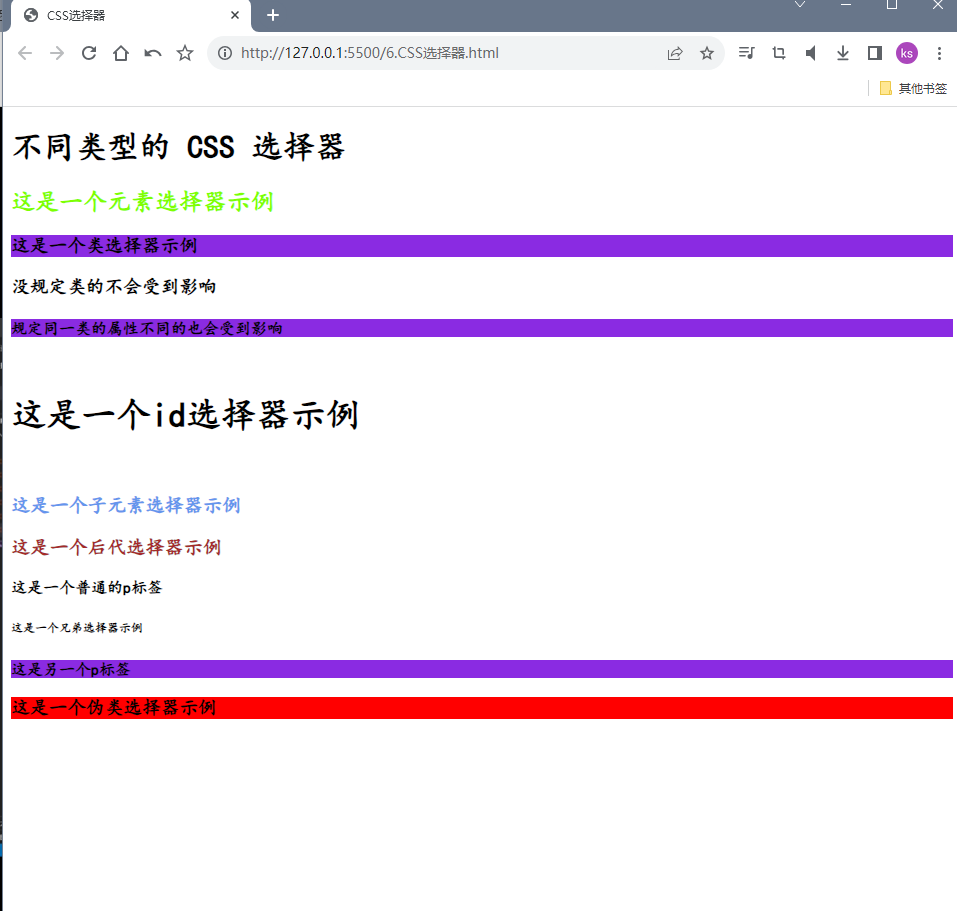 CSS选择器
http://127.0.0.1:5500/6.CSS选择器.html
ks
其他书签
不同类型的 CSS 选择器
这是一个元素选择器示例
这是一个类选择器示例
没规定类的不会受到影响
规定同一类的属性不同的也会受到影响
这是一个id选择器示例
这是一个子元素选择器示例
这是一个后代选择器示例
这是一个普通的p标签
这是一个兄弟选择器示例
这是另一个p标签
这是一个伪类选择器示例